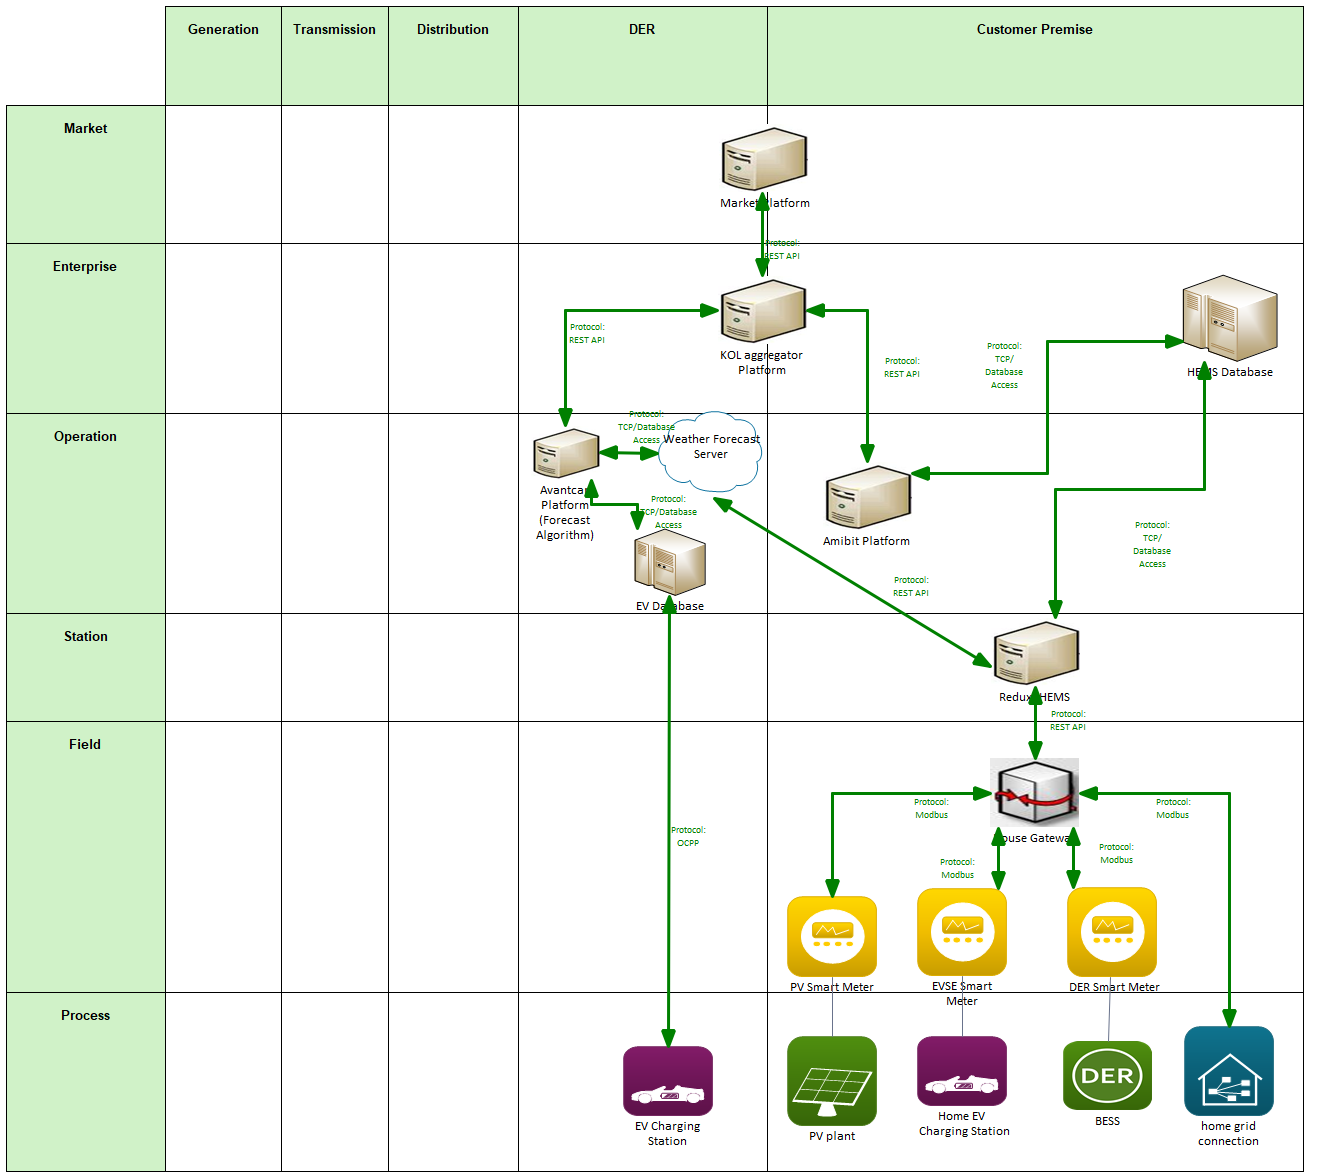 Generation
Transmission
Distribution
DER
Customer Premise
Market
Market Platform
Protocol:
REST API
Enterprise
KOL aggregator
Platform
HEMS Database
Protocol:
REST API
Protocol:
REST API
Protocol:
TCP/
Database
Access
Operation
Protocol:
TCP/Database
Access
Weather Forecast
Server
Avantcar
Platform
(Forecast
Algorithm)
Protocol:
TCP/Database
Access
EV Database
Amibit Platform
Protocol:
TCP/
Database
Access
Protocol:
REST API
Station
Redux HEMS
Protocol:
REST API
Field
House Gateway
Protocol:
Modbus
Protocol:
Modbus
Protocol:
OCPP
Protocol:
Modbus
Protocol:
Modbus
PV Smart Meter
EVSE Smart
Meter
DER Smart Meter
Process
EV Charging
Station
PV plant
Home EV
Charging Station
DER
BESS
home grid
connection